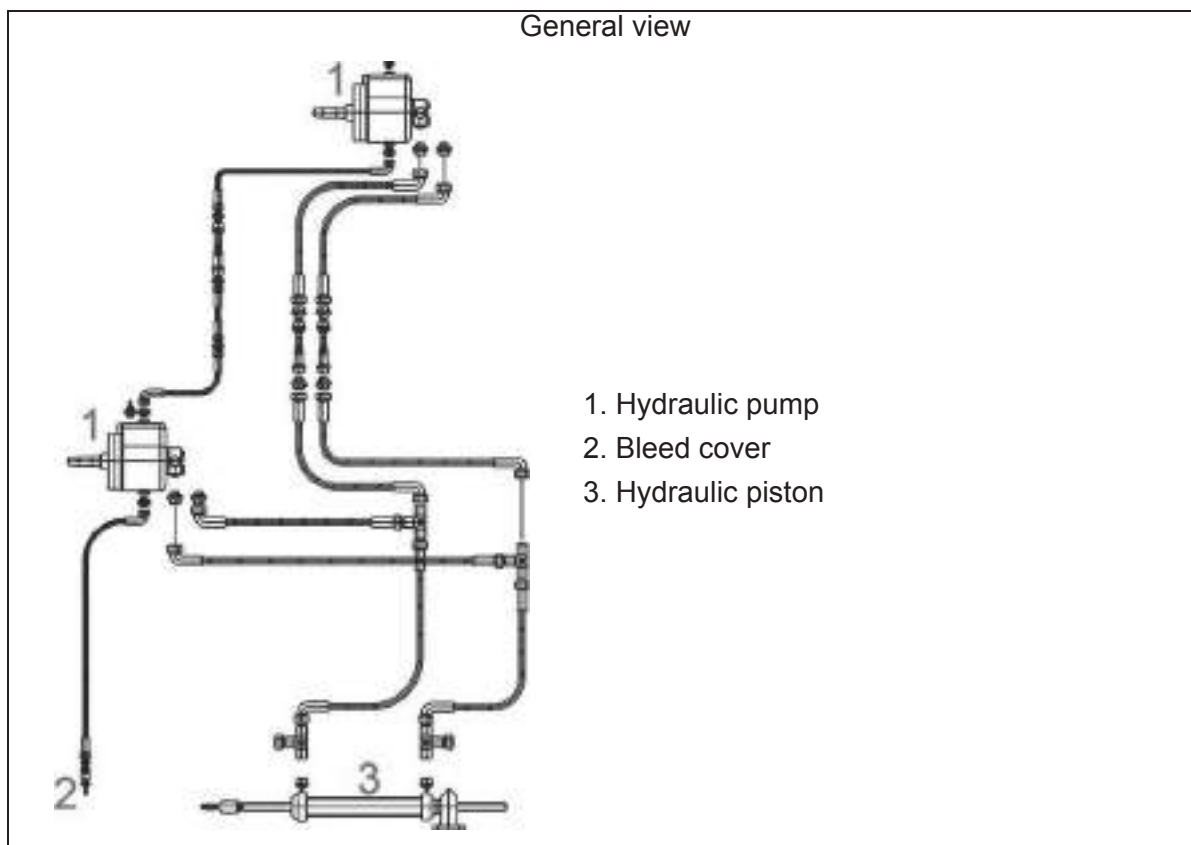 General view
1
1
2
3
1. Hydraulic pump
2. Bleed cover
3. Hydraulic piston